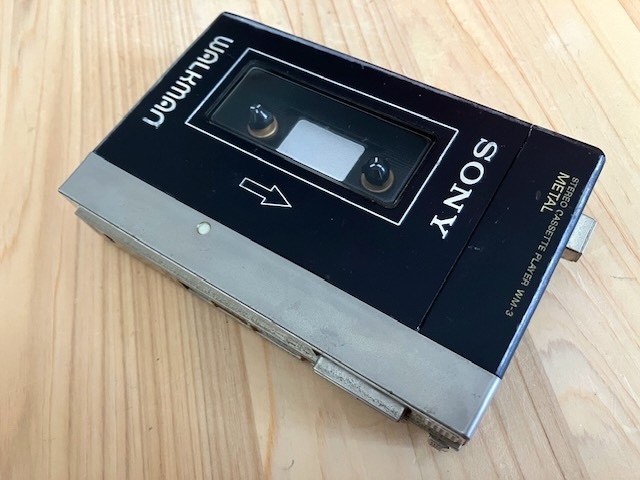 WALKMAN
SONY
METAL
STEREO CASSETTE PLAYER WM-3